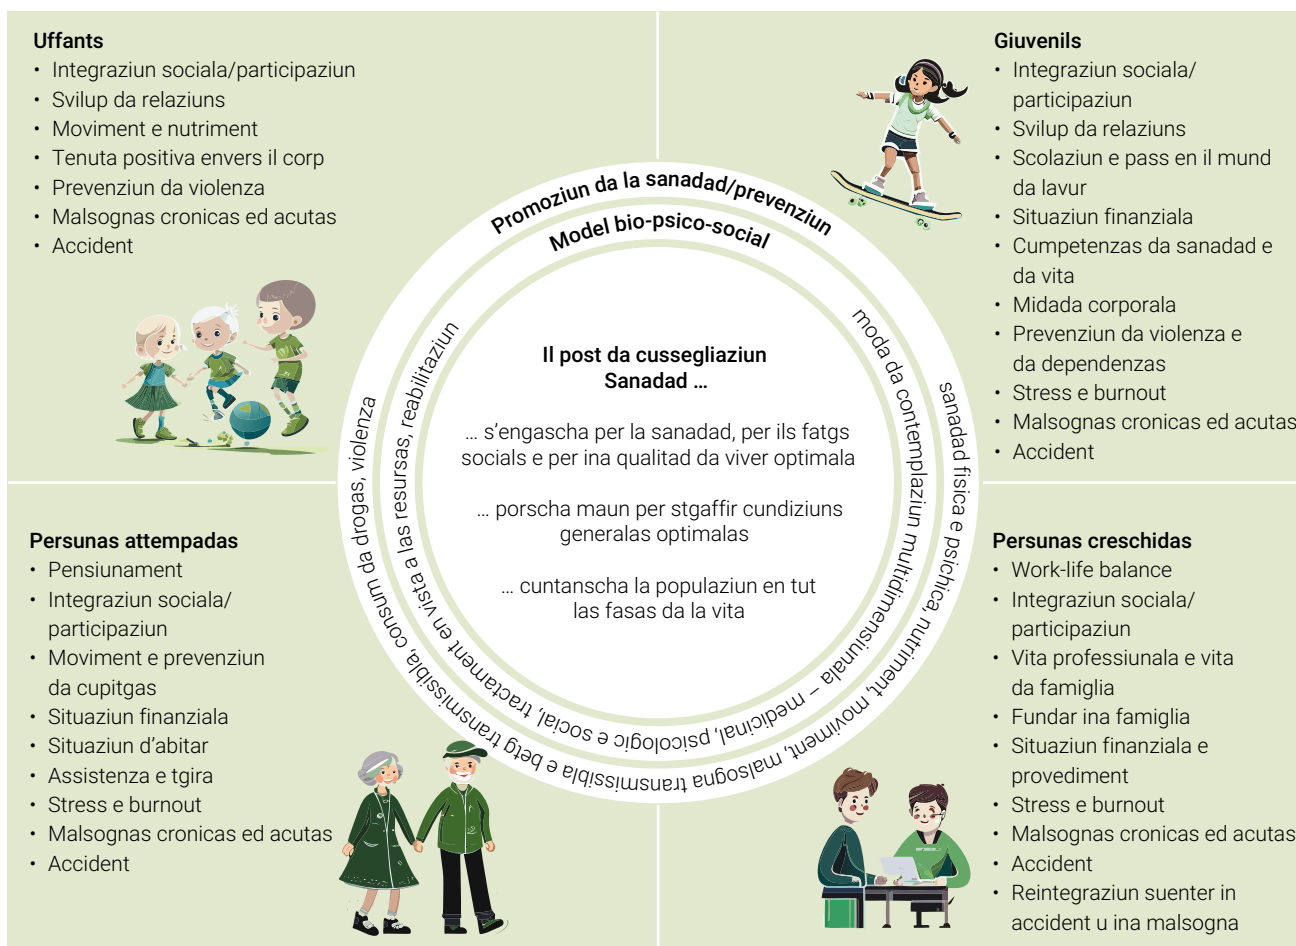 Uffants
• Integraziun sociala/participaziun
• Svilup da relaziuns
• Moviment e nutriment
• Tenuta positiva envers il corp
• Prevenziun da violenza
• Malsognas cronicas ed acutas
• Accident
Giuvenils
• Integraziun sociala/
participaziun
• Svilup da relaziuns
• Scolaziun e pass en il mund
da lavur
• Situaziun finanziala
• Cumpetenzas da sanadad e
da vita
• Midada corporala
• Prevenziun da violenza e
da dependenzas
• Stress e burnout
• Malsognas cronicas ed acutas
• Accident
Promoziun da la sanadad/prevenziun
sanadad fisica e psichica, nutriment, moviment, malsogna transmissibla e betg transmissibla, consum da drogas, violenza
Model bio-psico-social
moda da contemplaziun multidimensiunala – medicinal, psicologic e social, tractament en vista a las resursas, reabilitaziun
Il post da cussegliaziun
Sanadad ...
... s'engascha per la sanadad, per ils fatgs
socials e per ina qualitad da viver optimala
... porscha maun per stgaffir cundiziuns
generalas optimalas
... cuntanscha la populaziun en tut
las fasas da la vita
Persunas attempadas
• Pensiunament
• Integraziun sociala/
participaziun
• Moviment e prevenziun
da cupitgas
• Situaziun finanziala
• Situaziun d'abitar
• Assistenza e tgira
• Stress e burnout
• Malsognas cronicas ed acutas
• Accident
Persunas creschidas
• Work-life balance
• Integraziun sociala/
participaziun
• Vita professiunala e vita
da famiglia
• Fundar ina famiglia
• Situaziun finanziala e
provediment
• Stress e burnout
• Malsognas cronicas ed acutas
• Accident
• Reintegraziun suenter in
accident u ina malsogna